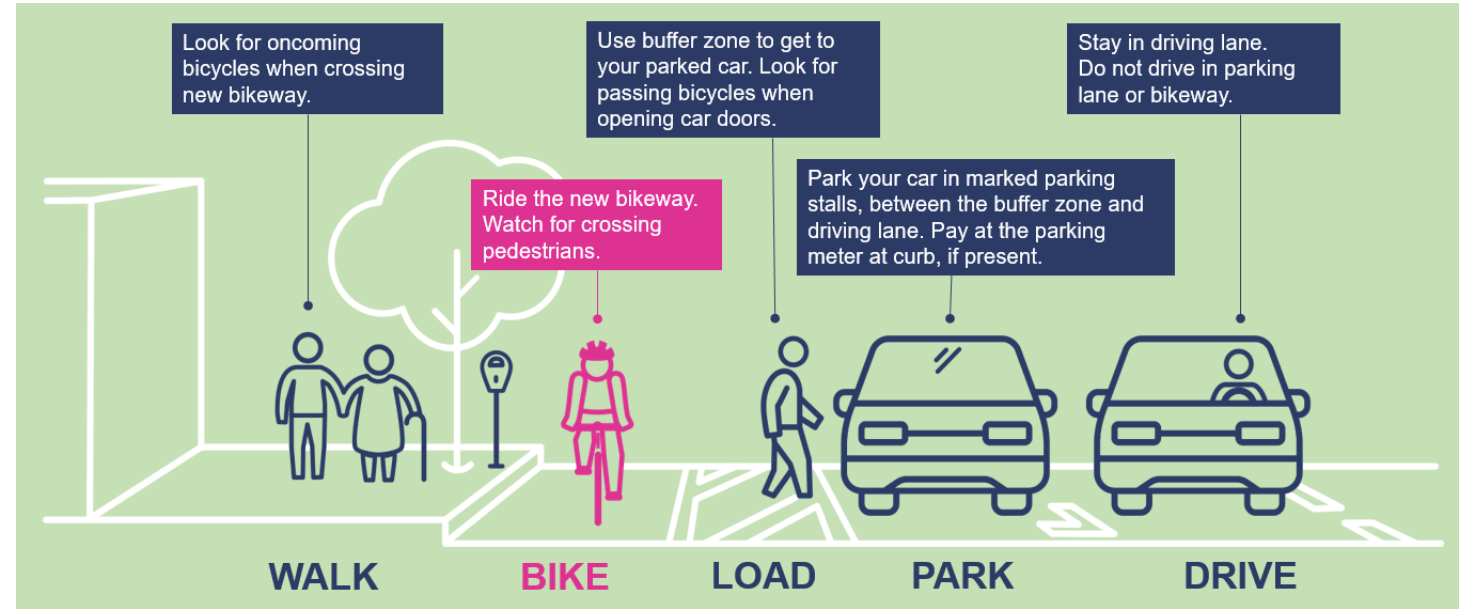 Look for oncoming
bicycles when crossing
new bikeway.
Ride the new bikeway.
Watch for crossing
pedestrians.
Use buffer zone to get to
your parked car. Look for
passing bicycles when
opening car doors.
Park your car in marked parking
stalls, between the buffer zone and
driving lane. Pay at the parking
meter at curb, if present.
Stay in driving lane.
Do not drive in parking
lane or bikeway.
WALK
BIKE
LOAD
PARK
DRIVE